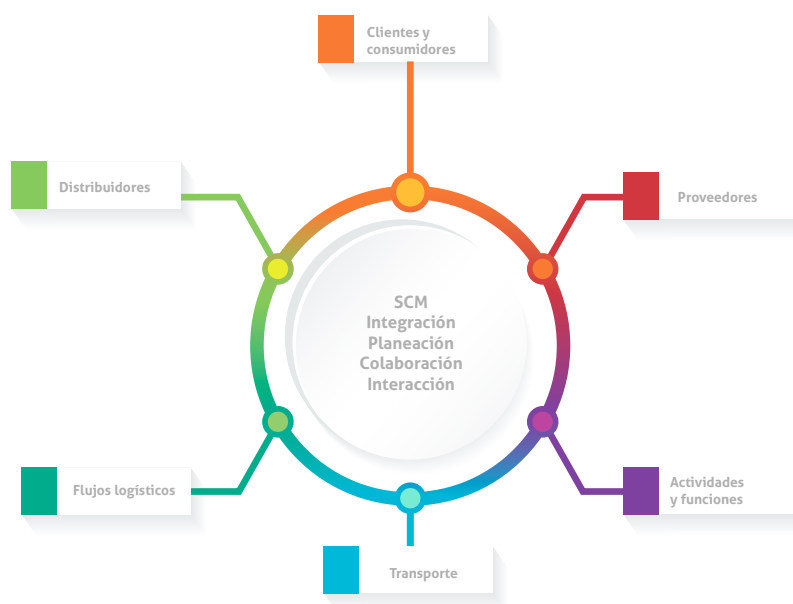 Clientes y
consumidores
Distribuidores
Proveedores
SCM
Integración
Planeación
Colaboración
Interacción
Flujos logísticos
Actividades
y funciones
Transporte